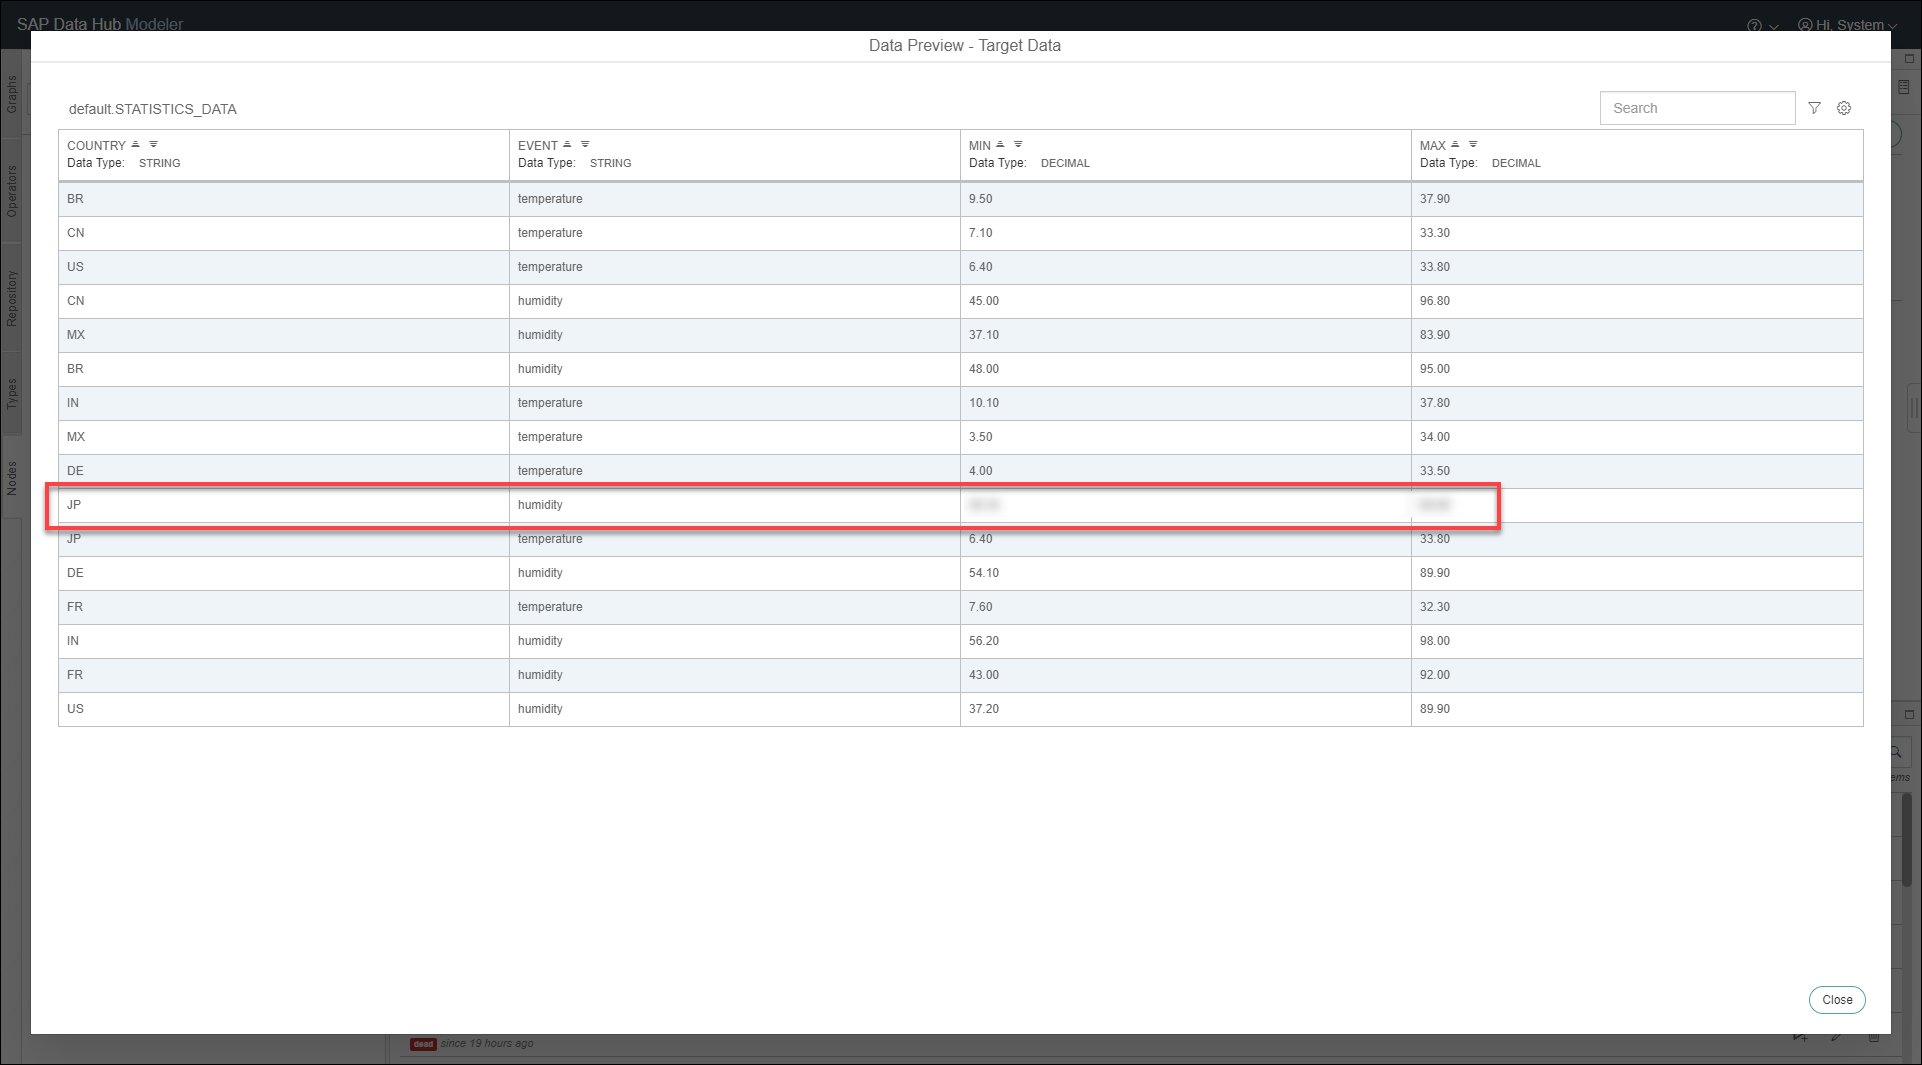 SAP Data Hub Modeler
Hi, System
Data Preview - Target Data
Graphs
Operators
Repository
Types
Nodes
default.STATISTICS_DATA
Search
COUNTRY EVENT MIN MAX
Data Type: STRING Data Type: STRING Data Type: DECIMAL Data Type: DECIMAL
BR temperature 9.50 37.90
CN temperature 7.10 33.30
US temperature 6.40 33.80
CN humidity 45.00 96.80
MX humidity 37.10 83.90
BR humidity 48.00 95.00
IN temperature 10.10 37.80
MX temperature 3.50 34.00
DE temperature 4.00 33.50
JP humidity
JP temperature 6.40 33.80
DE humidity 54.10 89.90
FR temperature 7.60 32.30
IN humidity 56.20 98.00
FR humidity 43.00 92.00
US humidity 37.20 89.90
ems
Close
dead since 19 hours ago